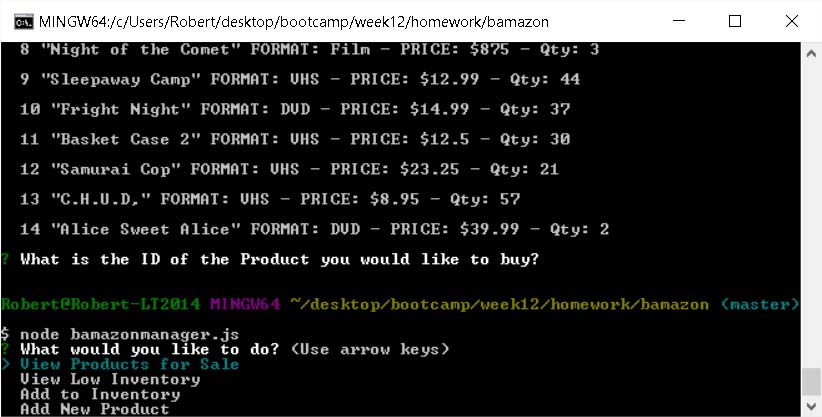 MINGW64:/c/Users/Robert/desktop/bootcamp/week12/homework/bamazon
8 "Night of the Comet" FORMAT: Film - PRICE: $875 - Qty: 3
9 "Sleepaway Camp" FORMAT: VHS - PRICE: $12.99 - Qty: 44
10 "Fright Night" FORMAT: DVD - PRICE: $14.99 - Qty: 37
11 "Basket Case 2" FORMAT: VHS - PRICE: $12.5 - Qty: 30
12 "Samurai Cop" FORMAT: VHS - PRICE: $23.25 - Qty: 21
13 "C.H.U.D," FORMAT: VHS - PRICE: $8.95 - Qty: 57
14 "Alice Sweet Alice" FORMAT: DVD - PRICE: $39.99 - Qty: 2
? What is the ID of the Product you would like to buy?
Robert@Robert-LT2014 MINGW64 ~/desktop/bootcamp/week12/homework/bamazon (master)
$ node bamazonmanager.js
? What would you like to do? (Use arrow keys)
> View Products for Sale
View Low Inventory
Add to Inventory
Add New Product